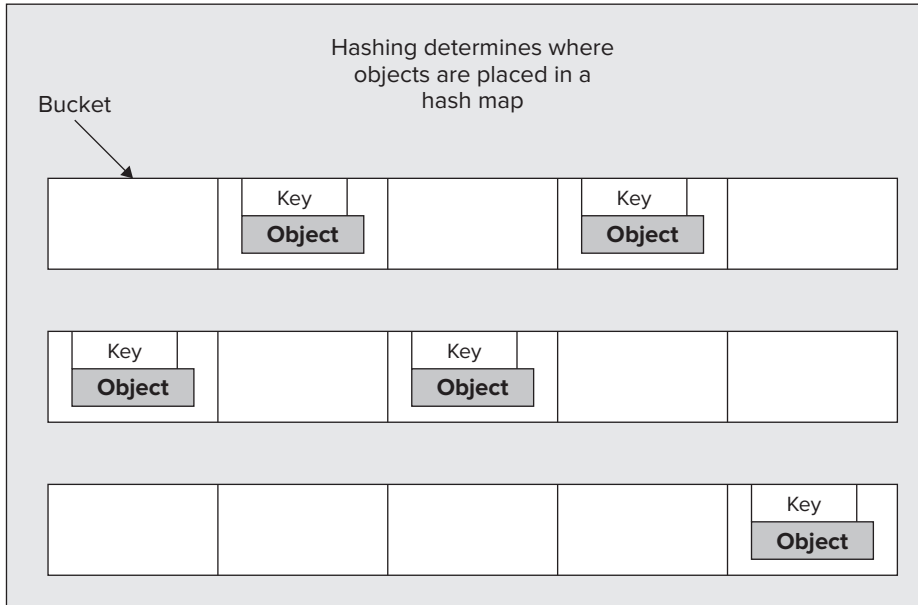 Hashing determines where
objects are placed in a
hash map
Bucket
Key
Key
Object
Object
Key
Key
Object
Object
Key
Object